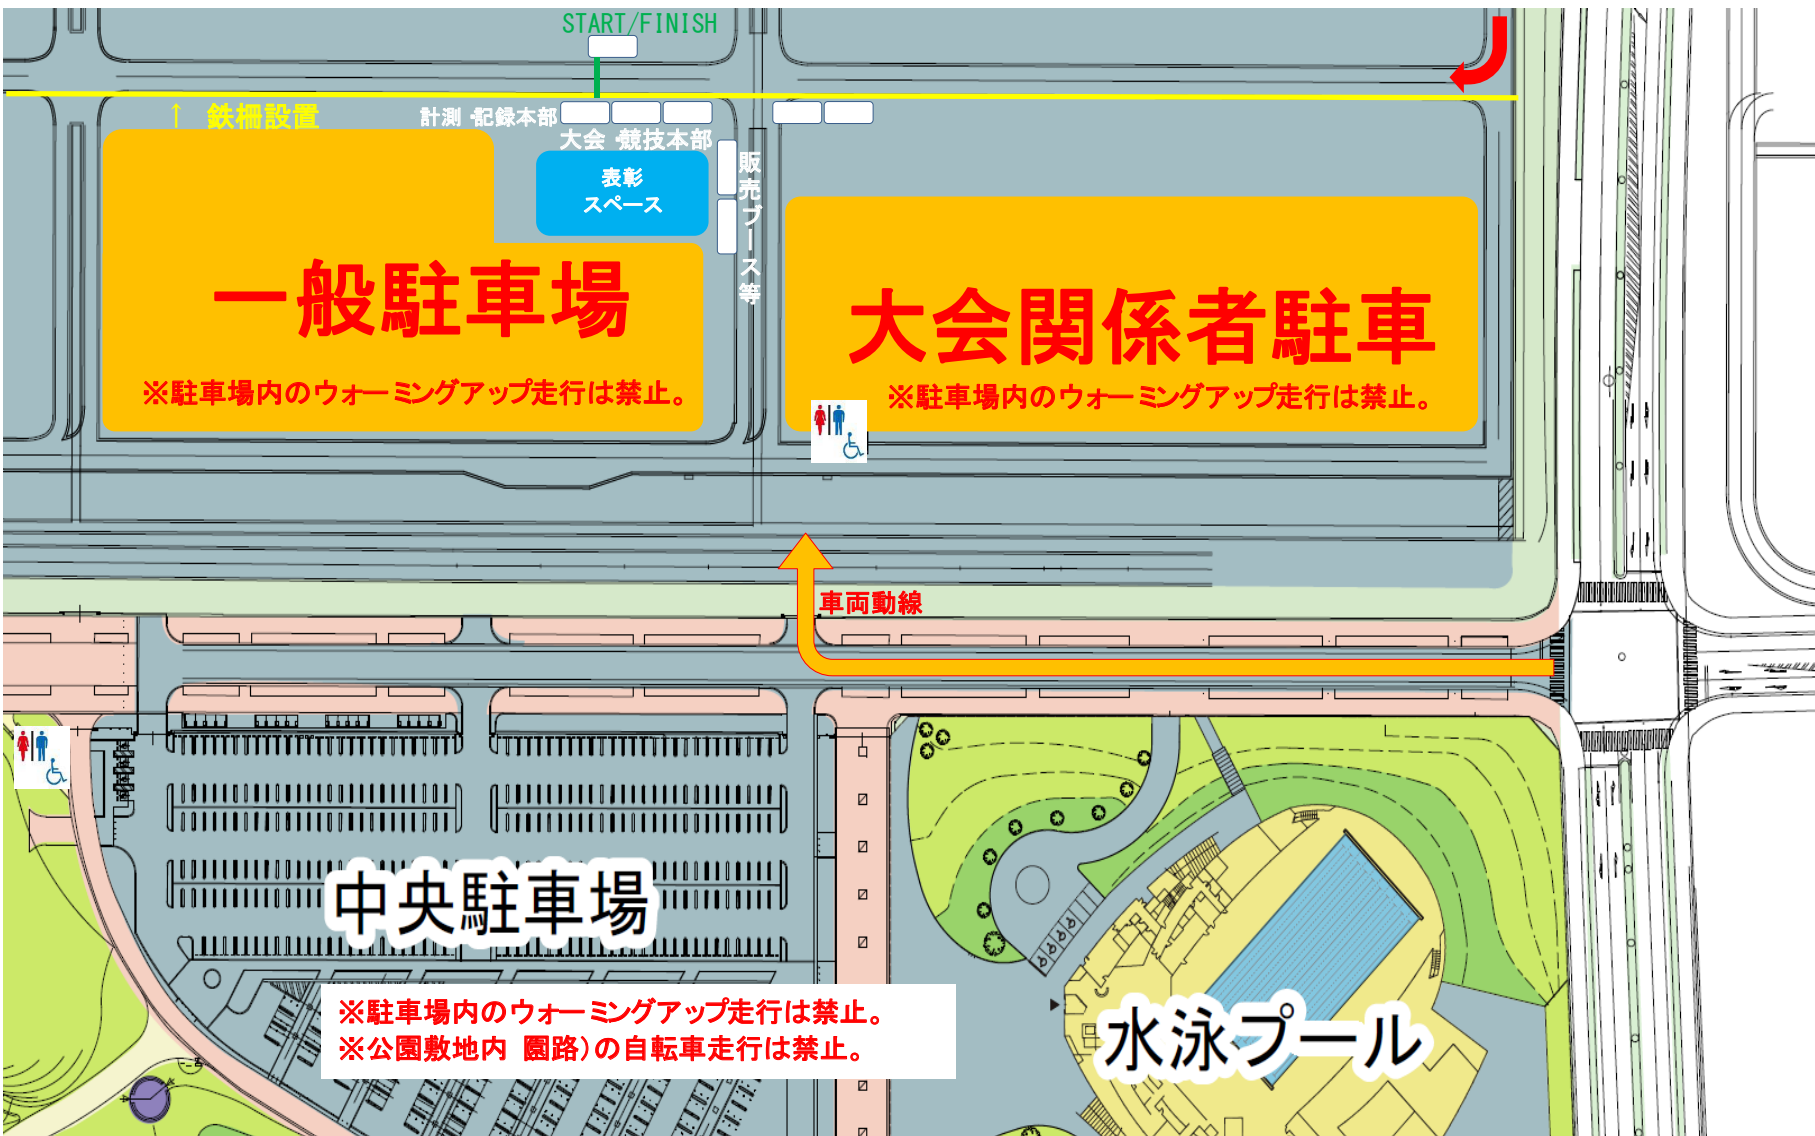 START/FINISH
↑ 鉄柵設置
計測・記録本部
大会・競技本部
表彰
スペース
販売ブース等
一般駐車場
※駐車場内のウォーミングアップ走行は禁止。
大会関係者駐車
※駐車場内のウォーミングアップ走行は禁止。
車両動線
中央駐車場
※駐車場内のウォーミングアップ走行は禁止。
※公園敷地内 園路)の自転車走行は禁止。
水泳プール